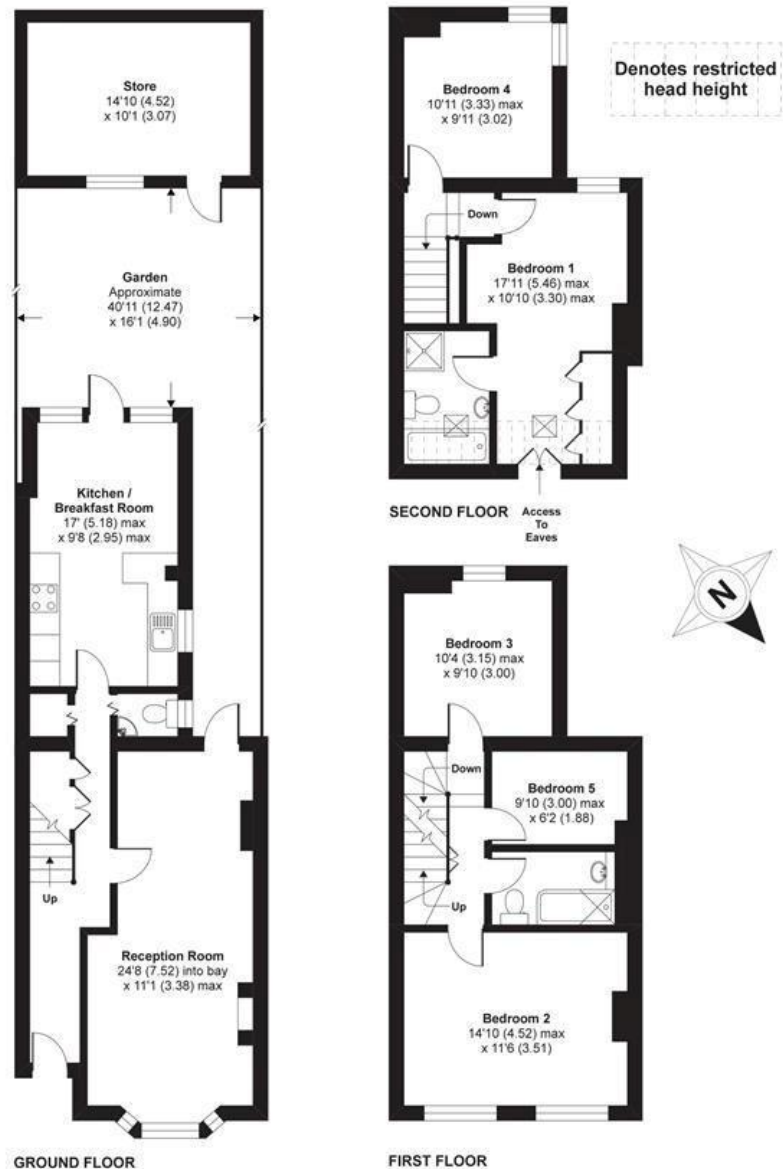 Store
14'10 (4.52)
x 10'1 (3.07)
Garden
Approximate
40'11 (12.47)
x 16'1 (4.90)
Kitchen /
Breakfast Room
17' (5.18) max
x 9'8 (2.95) max
Up
Reception Room
24'8 (7.52) into bay
x 11'1 (3.38) max
GROUND FLOOR
Bedroom 4
10'11 (3.33) max
x 9'11 (3.02)
Denotes restricted
head height
Down
Bedroom 1
17'11 (5.46) max
x 10'10 (3.30) max
SECOND FLOOR
Access
To
Eaves
N
Bedroom 3
10'4 (3.15) max
x 9'10 (3.00)
Down
Bedroom 5
9'10 (3.00) max
x 6'2 (1.88)
Up
Bedroom 2
14'10 (4.52) max
x 11'6 (3.51)
FIRST FLOOR